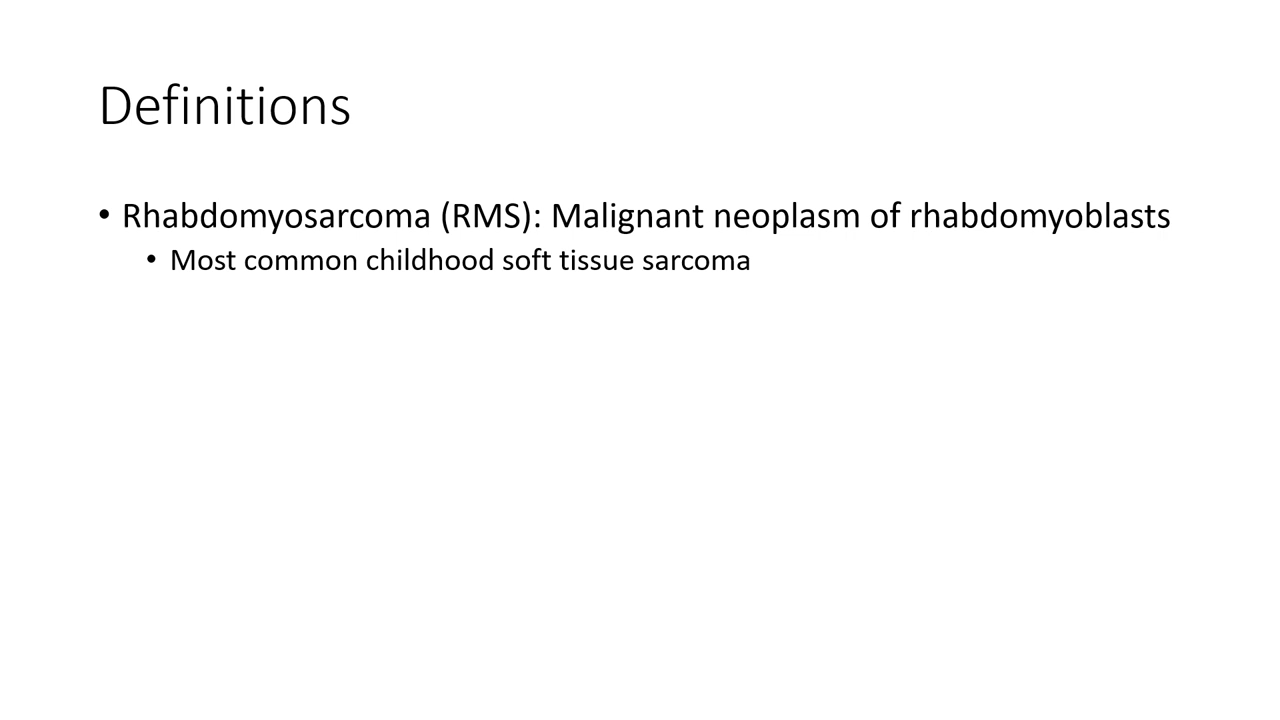 Definitions
• Rhabdomyosarcoma (RMS): Malignant neoplasm of rhabdomyoblasts
• Most common childhood soft tissue sarcoma